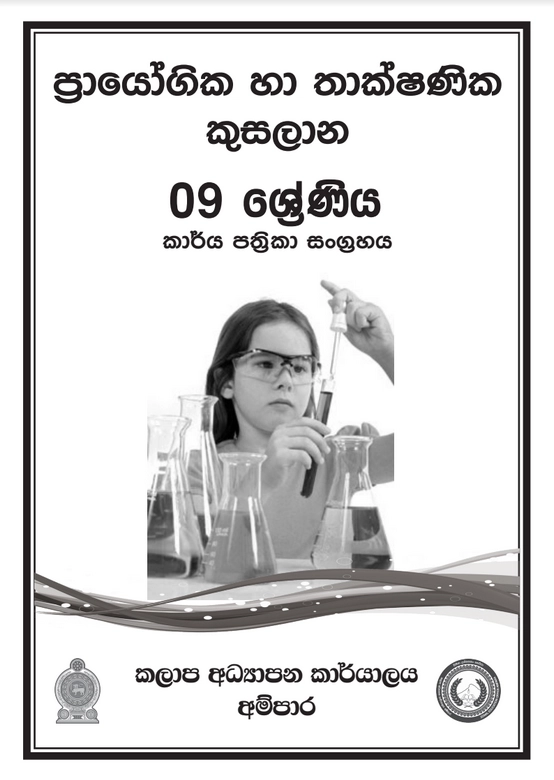 ප්‍රායෝගික හා තාක්ෂණික
කුසලාන
09 ශ්‍රේණිය
කාර්ය පත්‍රිකා සංග්‍රහය
කලාප අධ්‍යාපන කාර්යාලය
අම්පාර